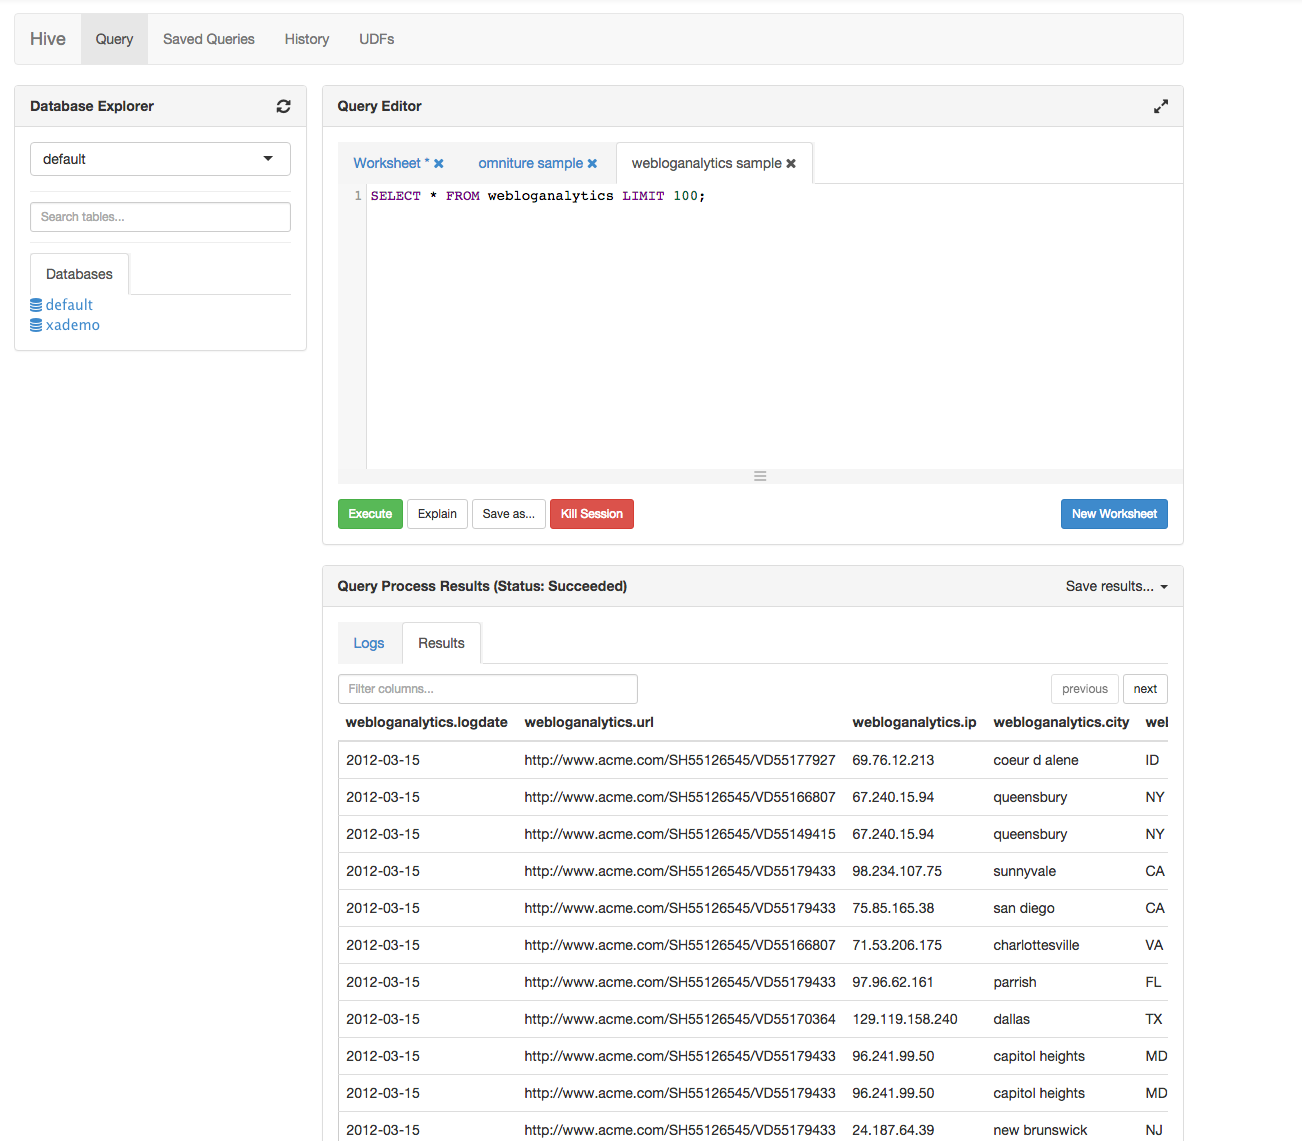 Hive Query Saved Queries History UDFs
Database Explorer
default
Search tables...
Databases
default
xademo
Query Editor
Worksheet * omniture sample webloganalytics sample
1 SELECT * FROM webloganalytics LIMIT 100;
Execute Explain Save as... Kill Session New Worksheet
Query Process Results (Status: Succeeded) Save results...
Logs Results
Filter columns... previous next
webloganalytics.logdate webloganalytics.url webloganalytics.ip webloganalytics.city
2012-03-15 http://www.acme.com/SH55126545/VD55177927 69.76.12.213 coeur d alene ID
2012-03-15 http://www.acme.com/SH55126545/VD55166807 67.240.15.94 queensbury NY
2012-03-15 http://www.acme.com/SH55126545/VD55149415 67.240.15.94 queensbury NY
2012-03-15 http://www.acme.com/SH55126545/VD55179433 98.234.107.75 sunnyvale CA
2012-03-15 http://www.acme.com/SH55126545/VD55179433 75.85.165.38 san diego CA
2012-03-15 http://www.acme.com/SH55126545/VD55166807 71.53.206.175 charlottesville VA
2012-03-15 http://www.acme.com/SH55126545/VD55179433 97.96.62.161 parrish FL
2012-03-15 http://www.acme.com/SH55126545/VD55170364 129.119.158.240 dallas TX
2012-03-15 http://www.acme.com/SH55126545/VD55179433 96.241.99.50 capitol heights MD
2012-03-15 http://www.acme.com/SH55126545/VD55179433 96.241.99.50 capitol heights MD
2012-03-15 http://www.acme.com/SH55126545/VD55179433 24.187.64.39 new brunswick NJ